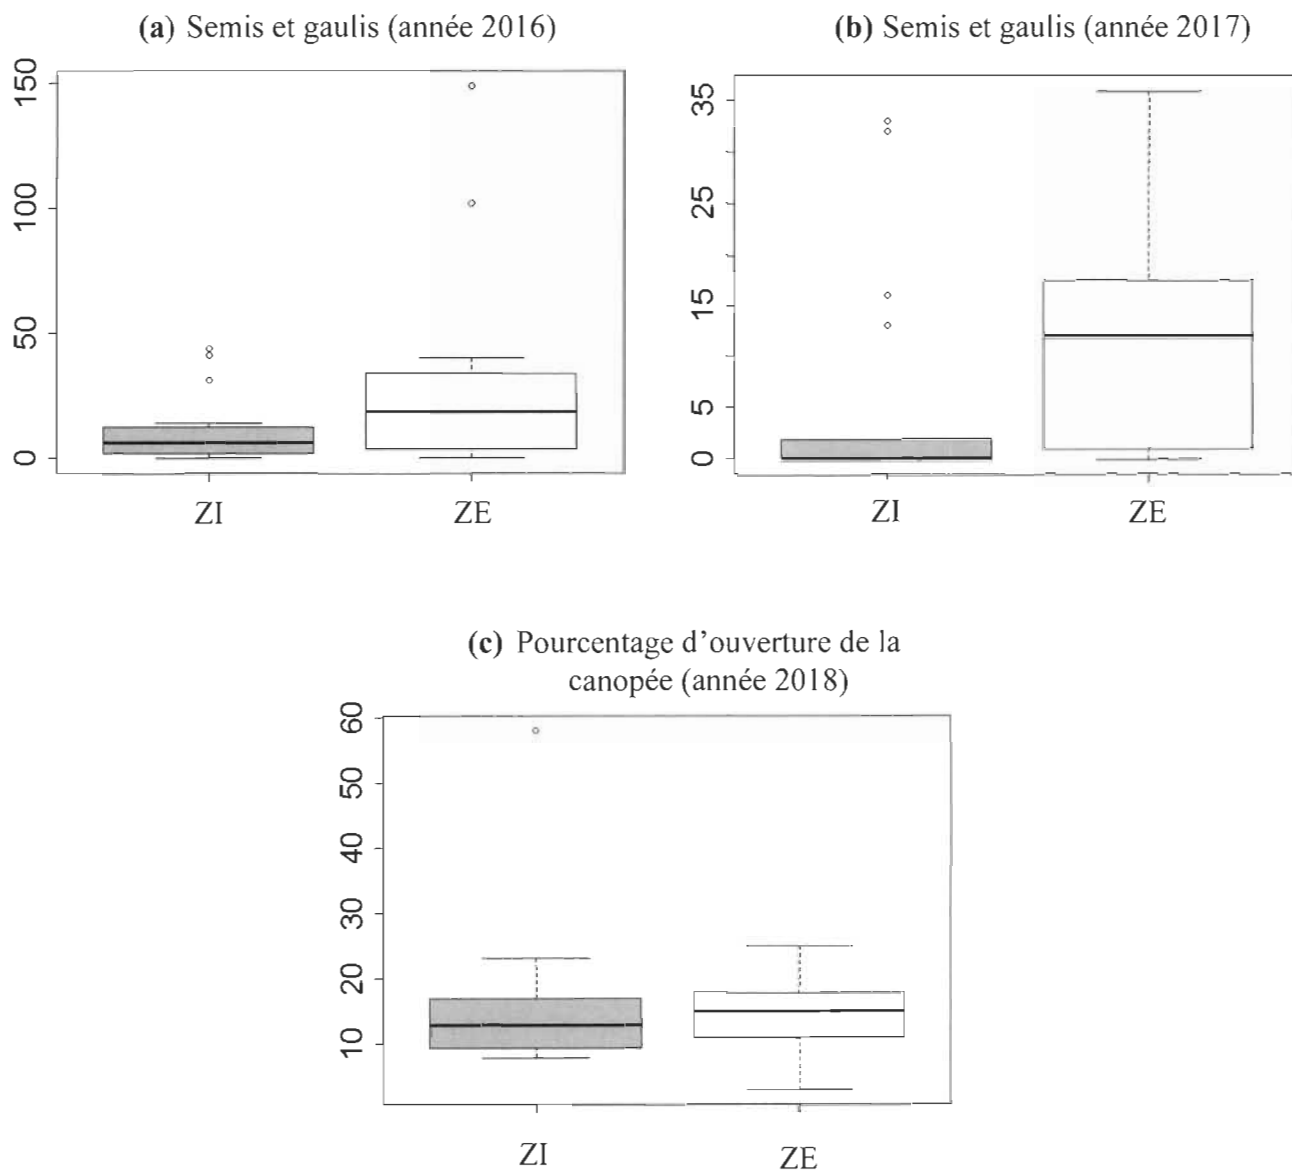 (a) Semis et gaulis (année 2016)
150
100
50
0
ZI ZE
(b) Semis et gaulis (année 2017)
35
25
15
5
0
ZI ZE
(c) Pourcentage d'ouverture de la
canopée (année 2018)
60
50
40
30
20
10
ZI ZE